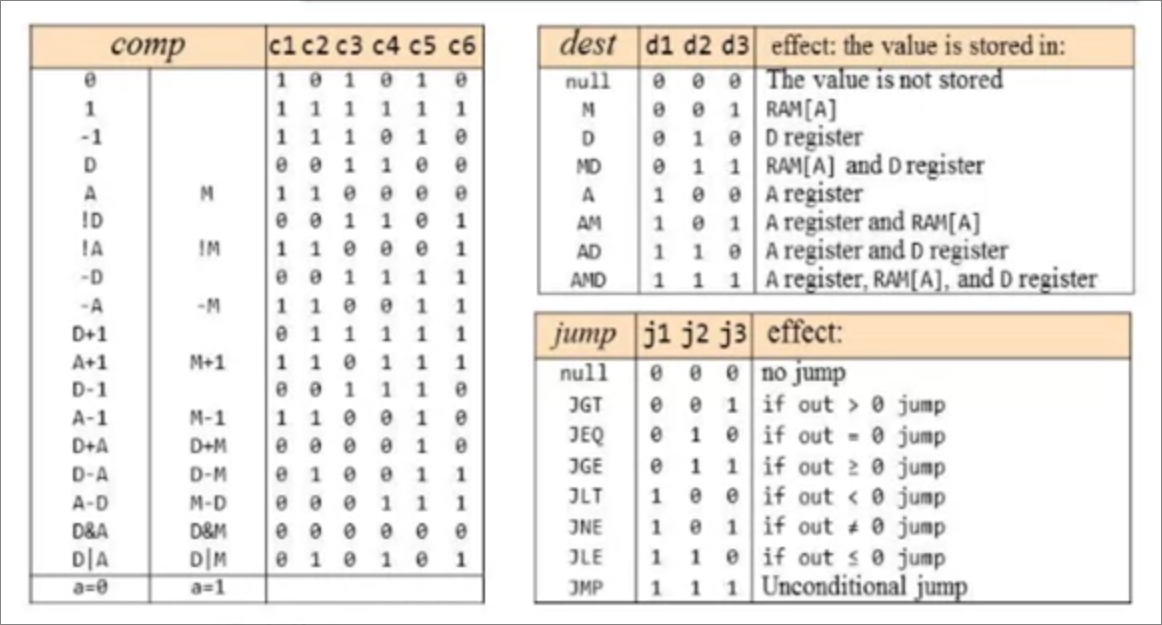 comp c1 c2 c3 c4 c5 c6
0 1 0 1 0 1 0
1 1 1 1 1 1 1
-1 1 1 1 0 1 0
D 0 0 1 1 0 0
A M 1 1 0 0 0 0
!D 0 0 1 1 0 1
!A !M 1 1 0 0 0 1
-D 0 0 1 1 1 1
-A -M 1 1 0 0 1 1
D+1 0 1 1 1 1 1
A+1 M+1 1 1 0 1 1 1
D-1 0 0 1 1 1 0
A-1 M-1 1 1 0 0 1 0
D+A D+M 0 0 0 0 1 0
D-A D-M 0 1 0 0 1 1
A-D M-D 0 0 0 1 1 1
D&A D&M 0 0 0 0 0 0
D|A D|M 0 1 0 1 0 1
a=0 a=1
dest d1 d2 d3 effect: the value is stored in:
null 0 0 0 The value is not stored
M 0 0 1 RAM[A]
D 0 1 0 D register
MD 0 1 1 RAM[A] and D register
A 1 0 0 A register
AM 1 0 1 A register and RAM[A]
AD 1 1 0 A register and D register
AMD 1 1 1 A register, RAM[A], and D register
jump j1 j2 j3 effect:
null 0 0 0 no jump
JGT 0 0 1 if out > 0 jump
JEQ 0 1 0 if out = 0 jump
JGE 0 1 1 if out ≥ 0 jump
JLT 1 0 0 if out < 0 jump
JNE 1 0 1 if out ≠ 0 jump
JLE 1 1 0 if out ≤ 0 jump
JMP 1 1 1 Unconditional jump